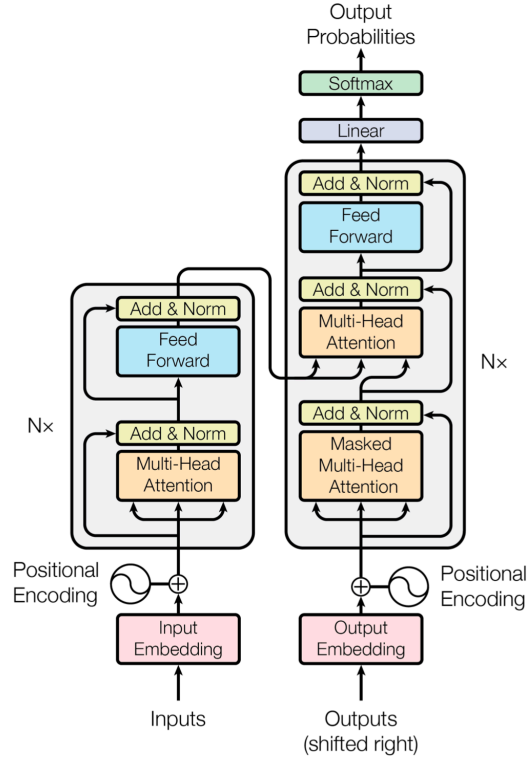 Output
Probabilities
Softmax
Linear
Add & Norm
Feed
Forward
Add & Norm
Multi-Head
Attention
Add & Norm
Masked
Multi-Head
Attention
N×
Add & Norm
Feed
Forward
Add & Norm
Multi-Head
Attention
N×
Positional
Encoding
Positional
Encoding
Input
Embedding
Output
Embedding
Inputs
Outputs
(shifted right)